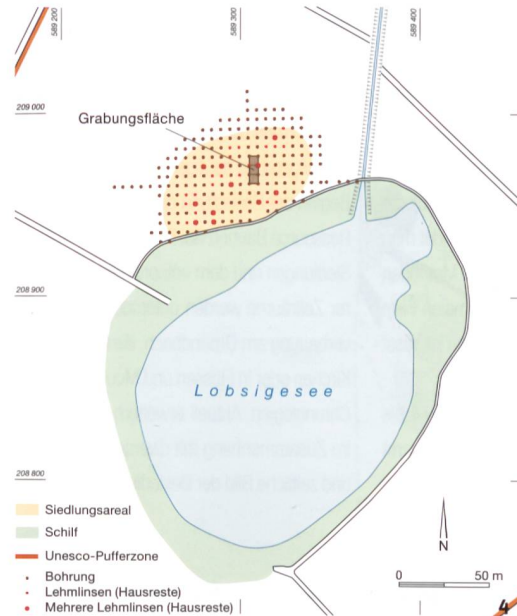 589 200
589 300
589 400
209 000
Grabungsfläche
208 900
Lobsigesee
208 800
Siedlungsareal
Schilf
Unesco-Pufferzone
Bohrung
Lehmlinsen (Hausreste)
Mehrere Lehmlinsen (Hausreste)
N
0 50 m
4